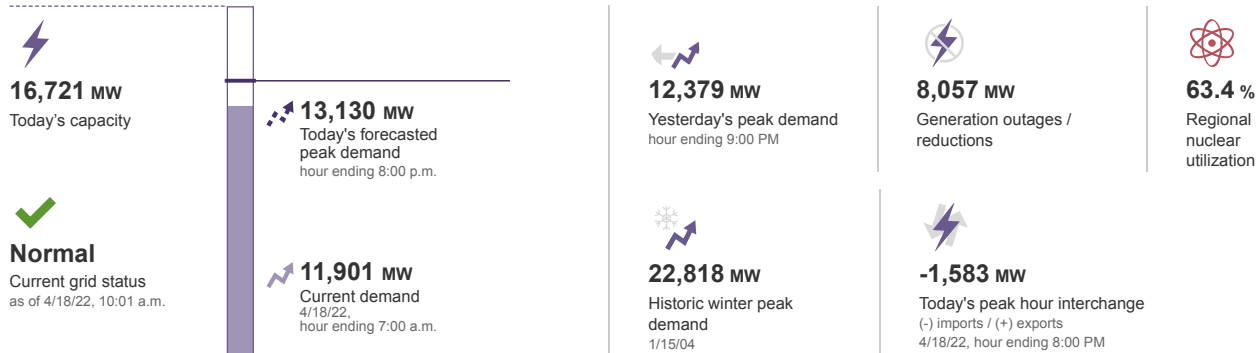 16,721 MW
Today's capacity
Normal
Current grid status
as of 4/18/22, 10:01 a.m.
13,130 MW
Today's forecasted
peak demand
hour ending 8:00 p.m.
11,901 MW
Current demand
4/18/22,
hour ending 7:00 a.m.
12,379 MW
Yesterday's peak demand
hour ending 9:00 PM
8,057 MW
Generation outages /
reductions
63.4 %
Regional
nuclear
utilization
22,818 MW
Historic winter peak
demand
1/15/04
-1,583 MW
Today's peak hour interchange
(-) imports / (+) exports
4/18/22, hour ending 8:00 PM